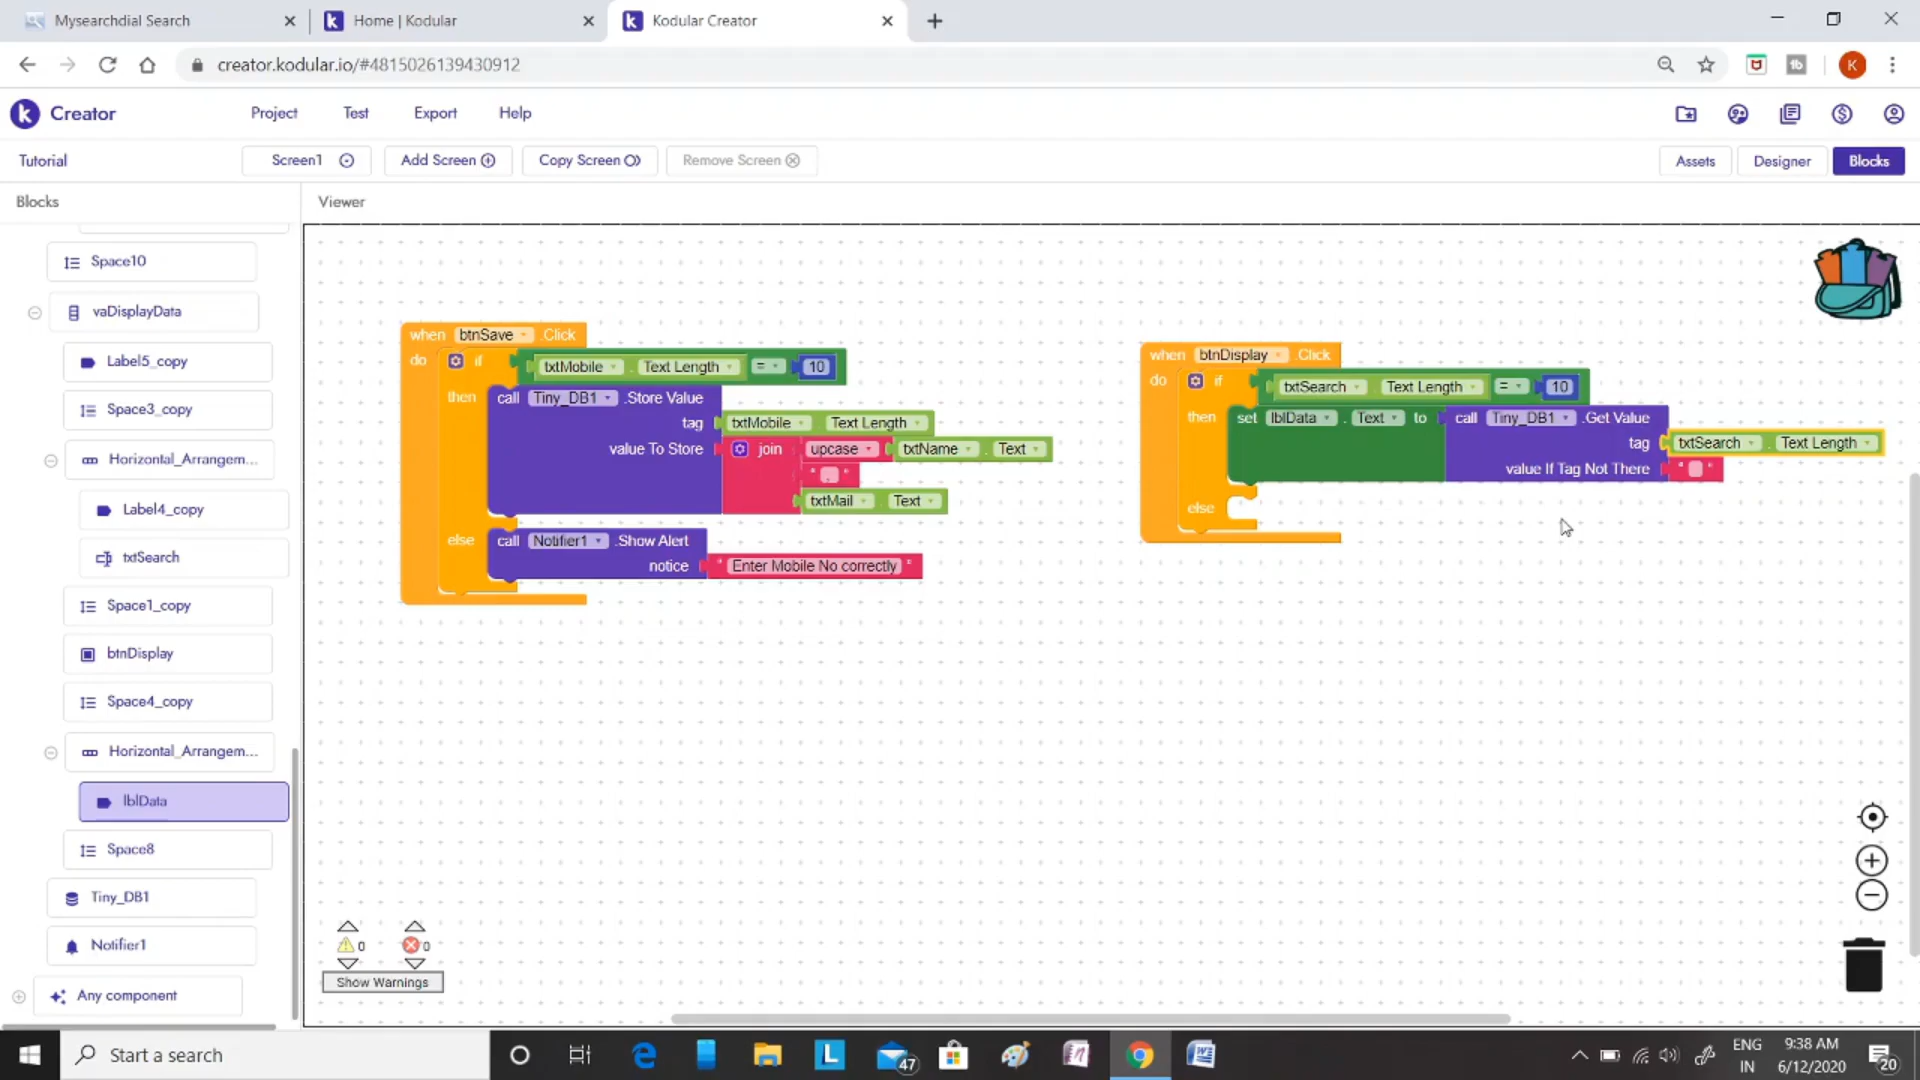 Mysearchdial Search
Home | Kodular
Kodular Creator
creator.kodular.io/#4815026139430912
K
Creator
Project
Test
Export
Help
Tutorial
Screen1
Add Screen
Copy Screen
Remove Screen
Assets
Designer
Blocks
Blocks
Viewer
Space10
vaDisplayData
Label5_copy
Space3_copy
Horizontal_Arrangem...
Label4_copy
txtSearch
Space1_copy
btnDisplay
Space4_copy
Horizontal_Arrangem...
lblData
Space8
Tiny_DB1
Notifier1
Any component
when btnSave .Click
do if txtMobile . Text Length = 10
then call Tiny_DB1 .Store Value
tag txtMobile . Text Length
value To Store join upcase txtName . Text
" , "
txtMail . Text
else call Notifier1 .Show Alert
notice " Enter Mobile No correctly "
when btnDisplay .Click
do if txtSearch . Text Length = 10
then set lblData . Text to call Tiny_DB1 .Get Value
tag txtSearch . Text Length
value If Tag Not There " "
else
0 0
Show Warnings
Start a search
47
ENG
IN
9:38 AM
6/12/2020
20